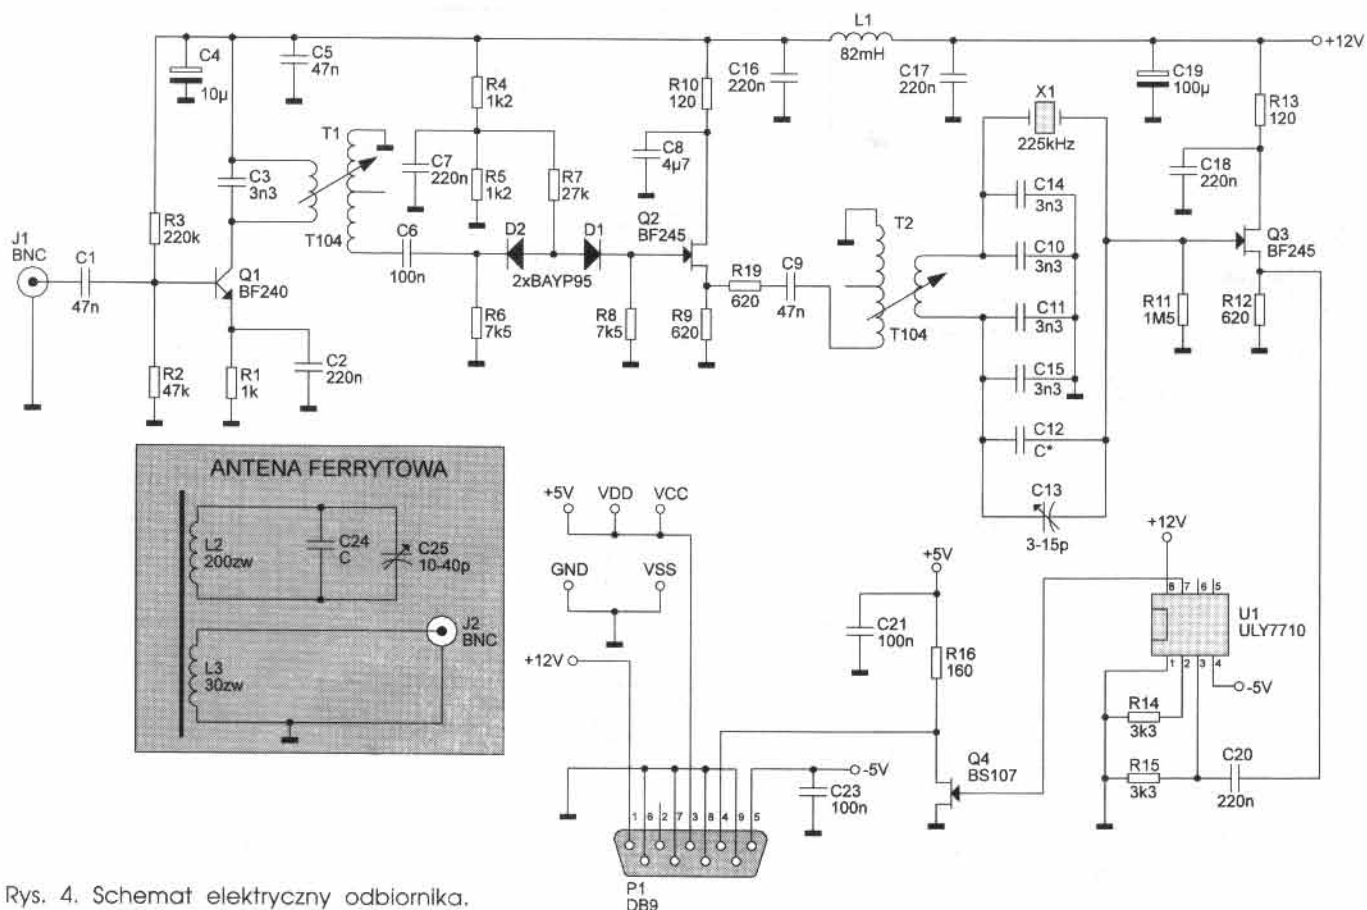 L1
82mH
+12V
C4
10µ
C5
47n
R4
1k2
R10
120
C16
220n
C17
220n
C19
100µ
R13
120
X1
225kHz
T1
C3
3n3
C7
220n
R5
1k2
R7
27k
C8
4µ7
C14
3n3
C18
220n
R3
220k
T104
C6
100n
D2
D1
2xBAYP95
Q2
BF245
T2
C10
3n3
Q3
BF245
J1
BNC
C1
47n
Q1
BF240
R19
620
C9
47n
R6
7k5
R8
7k5
R9
620
T104
C11
3n3
R11
1M5
R12
620
R2
47k
R1
1k
C2
220n
C15
3n3
C12
C*
C13
3-15p
ANTENA FERRYTOWA
L2
200zw
C24
C
C25
10-40p
J2
BNC
L3
30zw
+5V
VDD
VCC
GND
VSS
+12V
+5V
C21
100n
R16
160
+12V
8 7 6 5
U1
ULY7710
1 2 3 4
-5V
R14
3k3
R15
3k3
C20
220n
Q4
BS107
-5V
C23
100n
1 6 2 7 3 8 4 9 5
P1
DB9
Rys. 4. Schemat elektryczny odbiornika.